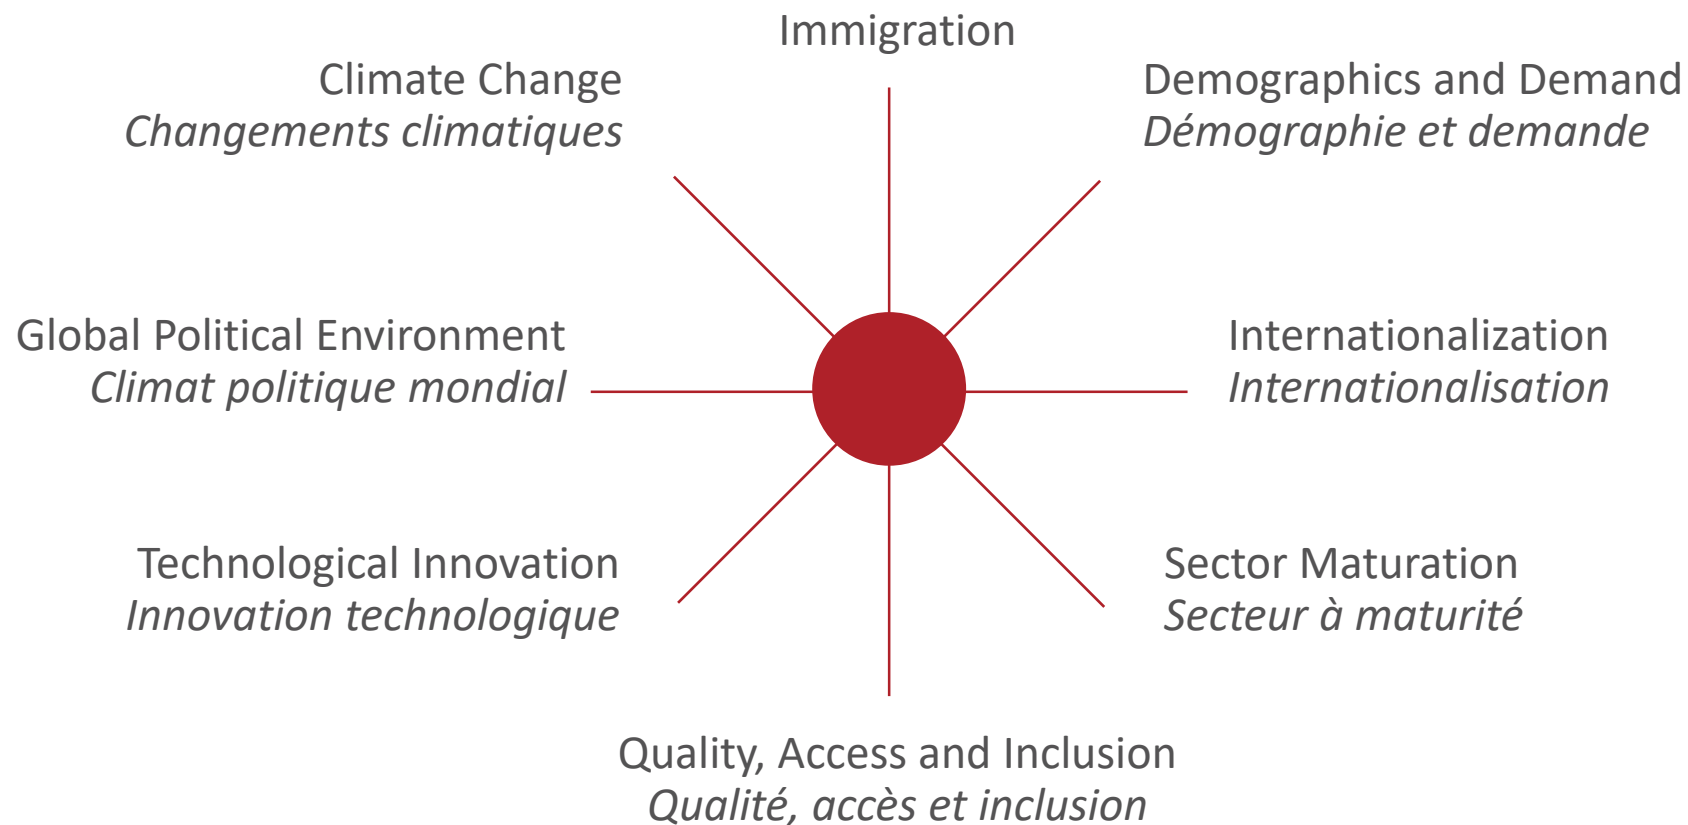 Immigration
Climate Change
Changements climatiques
Demographics and Demand
Démographie et demande
Global Political Environment
Climat politique mondial
Internationalization
Internationalisation
Technological Innovation
Innovation technologique
Sector Maturation
Secteur à maturité
Quality, Access and Inclusion
Qualité, accès et inclusion